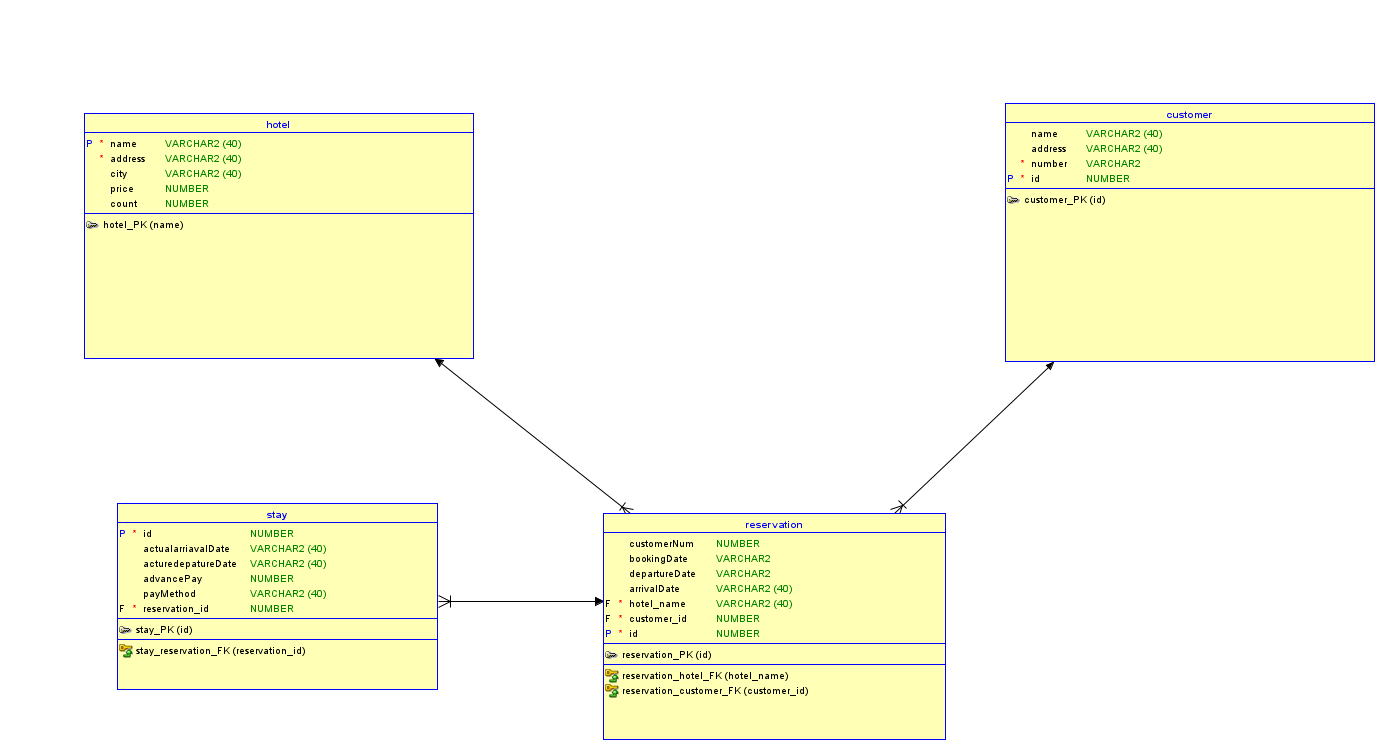 hotel
P * name VARCHAR2 (40)
* address VARCHAR2 (40)
city VARCHAR2 (40)
price NUMBER
count NUMBER
hotel_PK (name)
customer
name VARCHAR2 (40)
address VARCHAR2 (40)
* number VARCHAR2
P * id NUMBER
customer_PK (id)
stay
P * id NUMBER
actualarriavalDate VARCHAR2 (40)
acturedepatureDate VARCHAR2 (40)
advancePay NUMBER
payMethod VARCHAR2 (40)
F * reservation_id NUMBER
stay_PK (id)
stay_reservation_FK (reservation_id)
reservation
customerNum NUMBER
bookingDate VARCHAR2
departureDate VARCHAR2
arrivalDate VARCHAR2 (40)
F * hotel_name VARCHAR2 (40)
F * customer_id NUMBER
P * id NUMBER
reservation_PK (id)
reservation_hotel_FK (hotel_name)
reservation_customer_FK (customer_id)